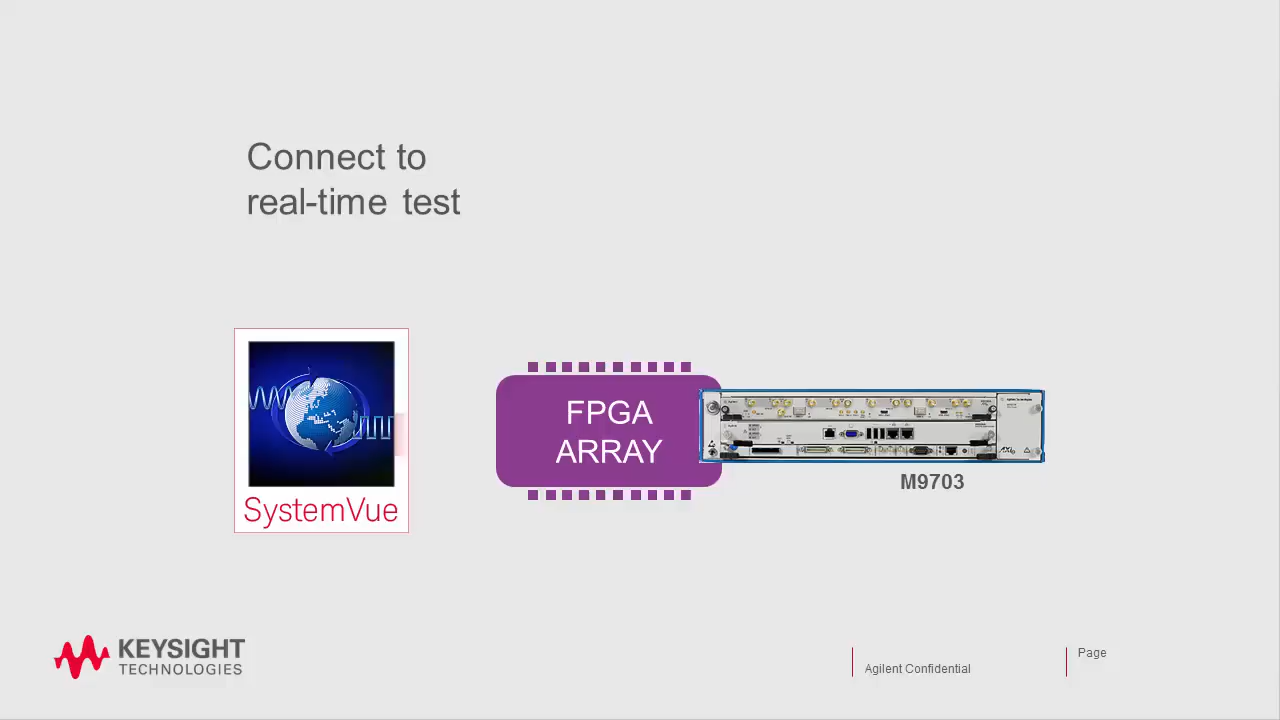 Connect to
real-time test
FPGA
ARRAY
M9703
SystemVue
KEYSIGHT
TECHNOLOGIES
Agilent Confidential
Page